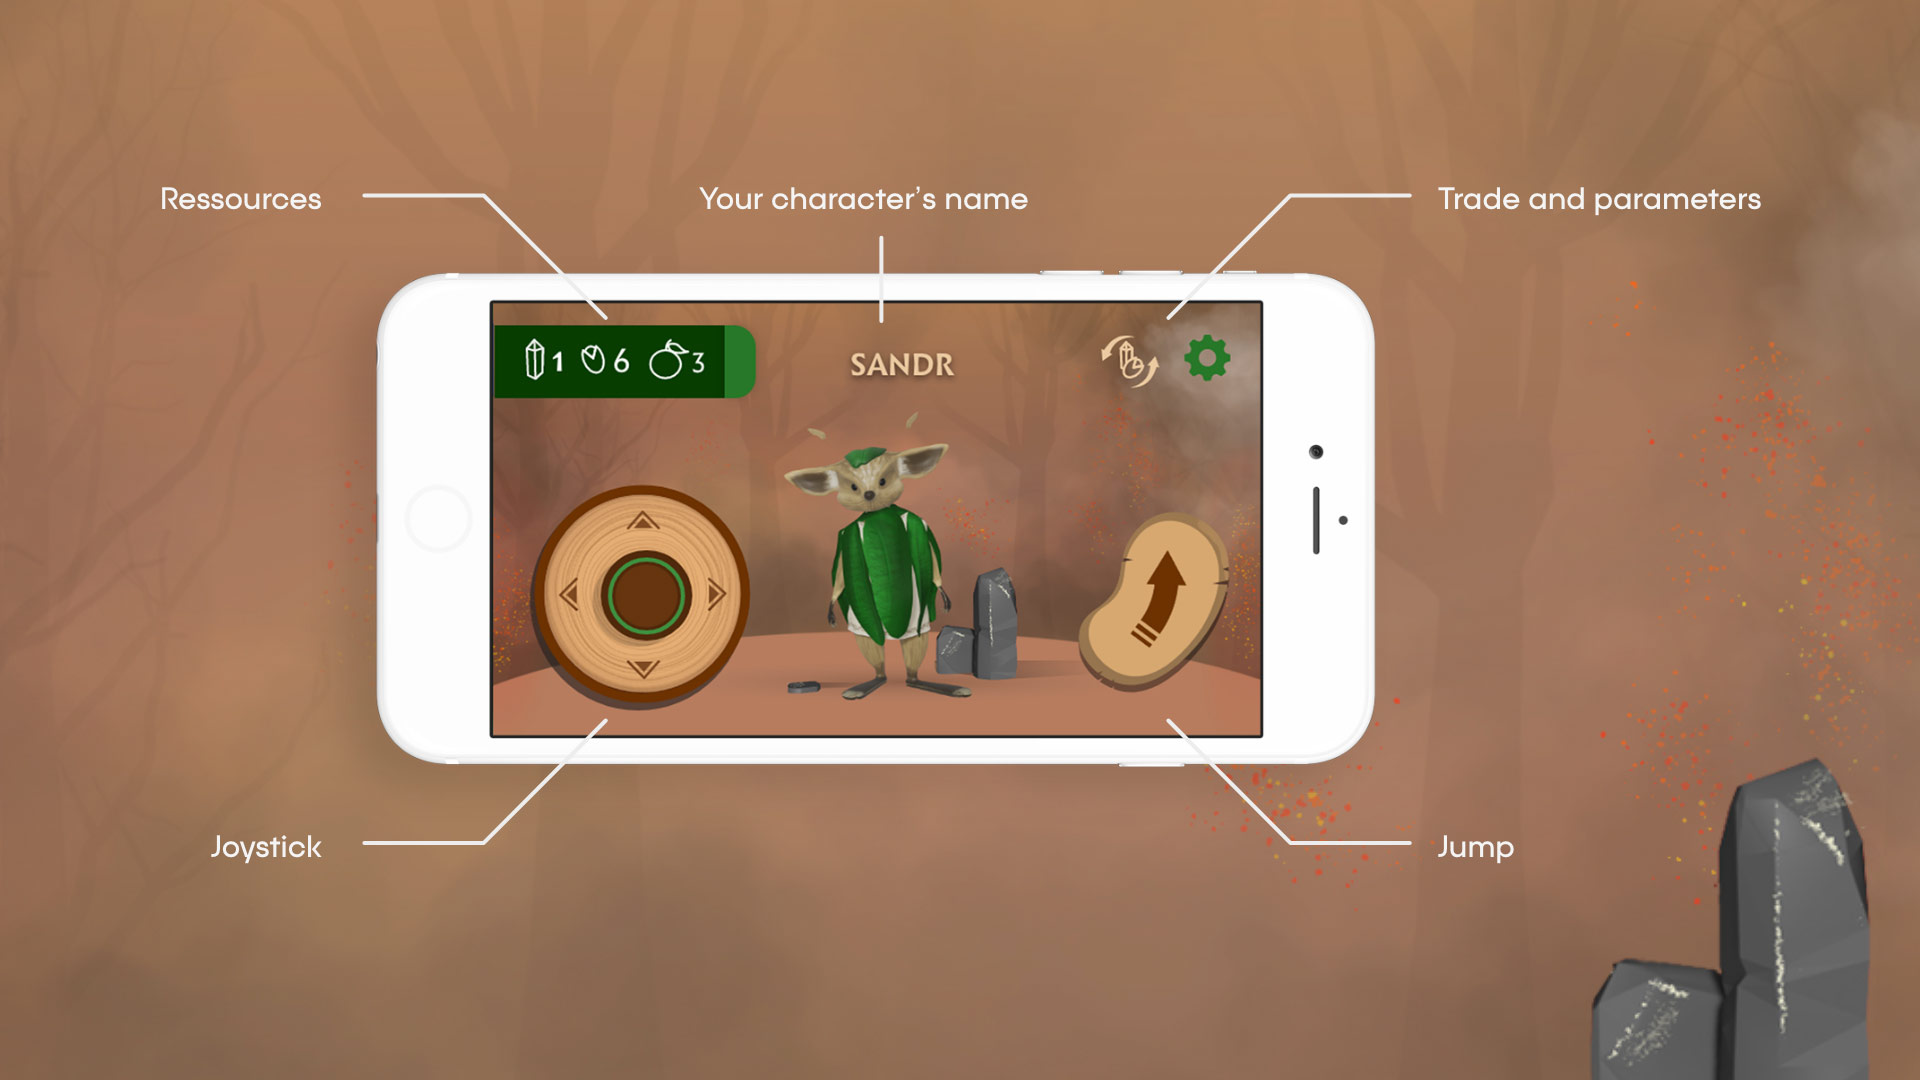 Ressources
Your character’s name
Trade and parameters
1 6 3
SANDR
Joystick
Jump